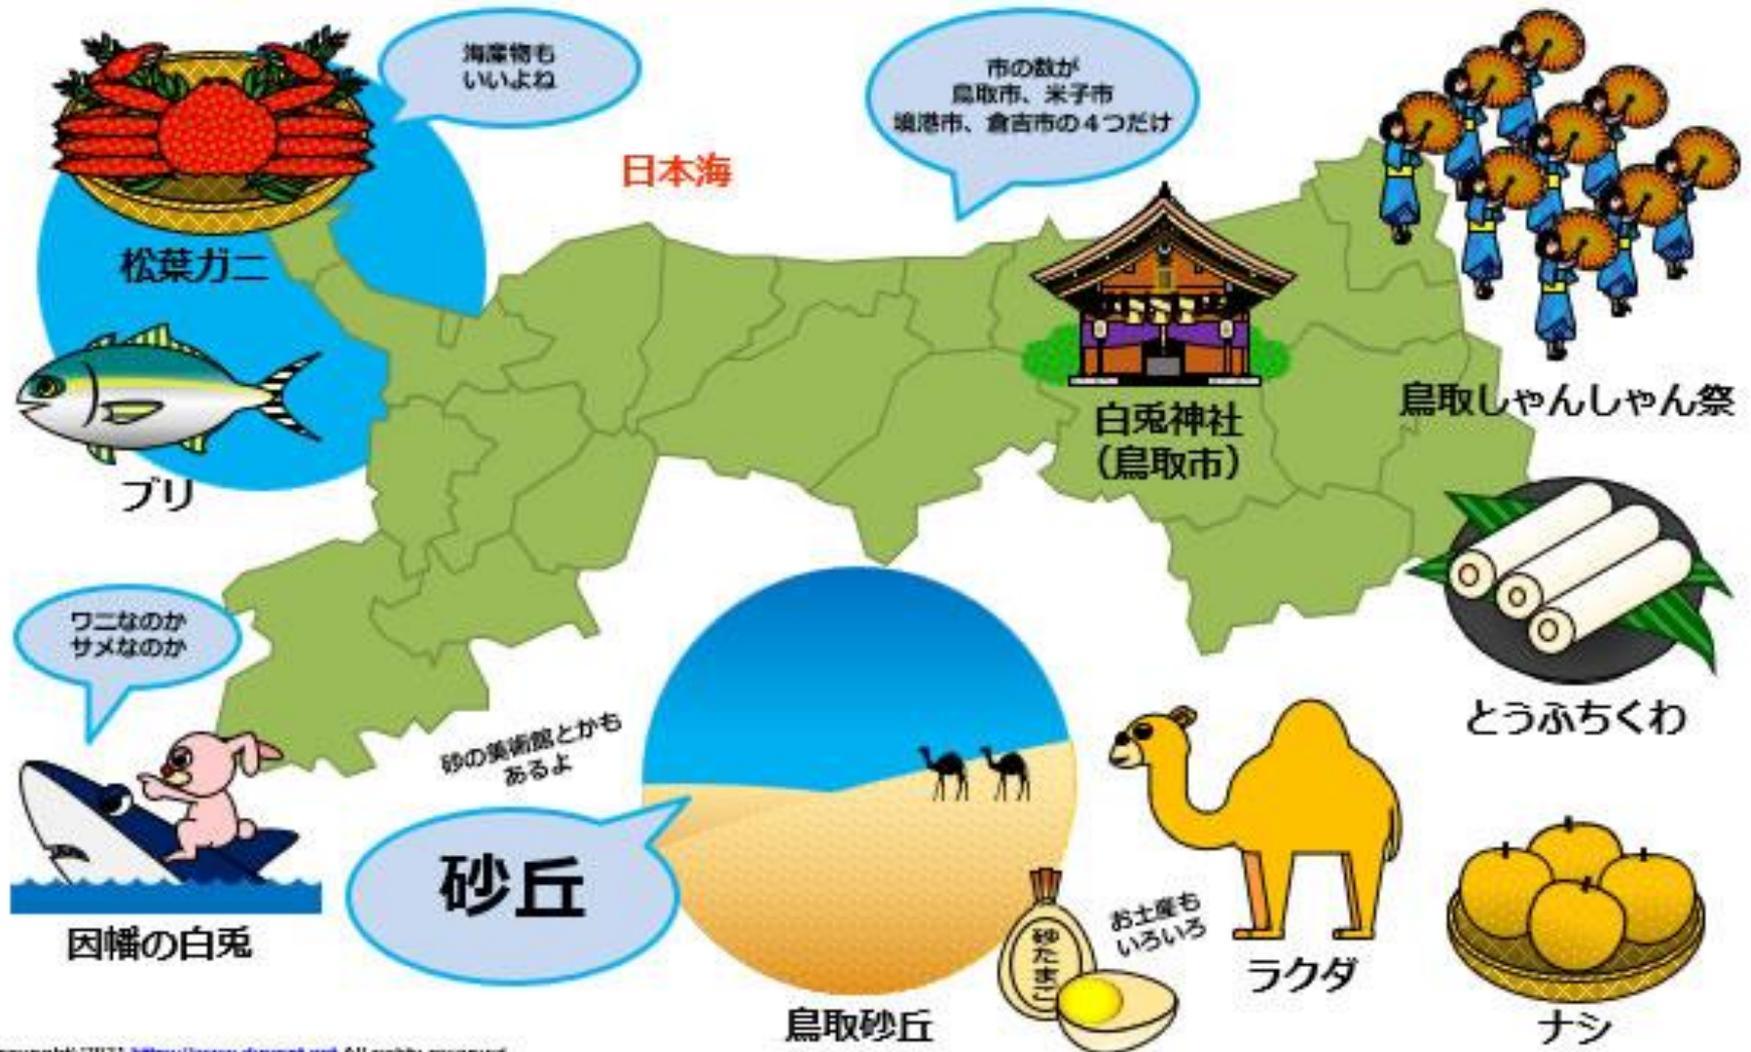 海産物も
いいよね
市の数が
鳥取市、米子市
境港市、倉吉市の4つだけ
日本海
松葉ガニ
ブリ
白兎神社
（鳥取市）
鳥取しゃんしゃん祭
とうふちくわ
ワニなのか
サメなのか
因幡の白兎
砂の美術館とかも
あるよ
砂丘
鳥取砂丘
砂たまご
お土産も
いろいろ
ラクダ
ナシ